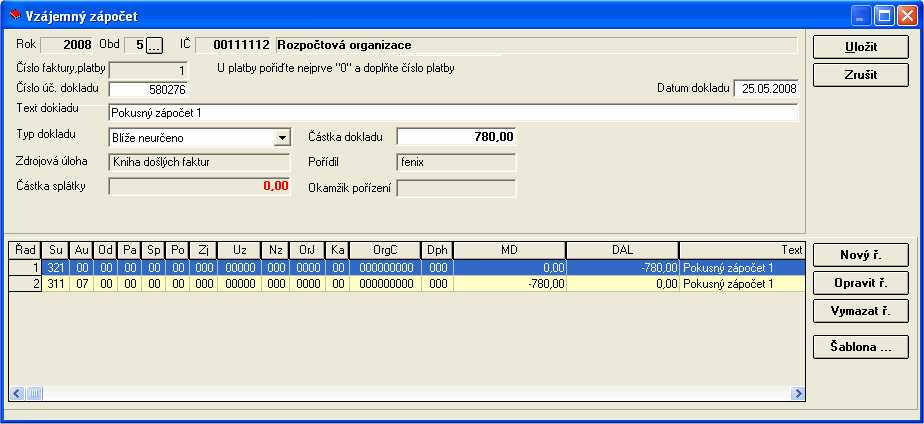 Vzájemný zápočet
Rok 2008 Obd 5 ... IČ 00111112 Rozpočtová organizace
Uložit
Číslo faktury,platby 1 U platby pořiďte nejprve "0" a doplňte číslo platby
Zrušit
Číslo úč. dokladu 580276 Datum dokladu 25.05.2008
Text dokladu Pokusný zápočet 1
Typ dokladu Blíže neurčeno Částka dokladu 780,00
Zdrojová úloha Kniha došlých faktur Pořídil fenix
Částka splátky 0,00 Okamžik pořízení
Řad Su Au Od Pa Sp Po Zj Uz Nz OrJ Ka OrgC Dph MD DAL Text
1 321 00 00 00 00 00 000 00000 00 0000 00 000000000 000 0,00 -780,00 Pokusný zápočet 1
2 311 07 00 00 00 00 000 00000 00 0000 00 000000000 000 -780,00 0,00 Pokusný zápočet 1
Nový ř.
Opravit ř.
Vymazat ř.
Šablona ...